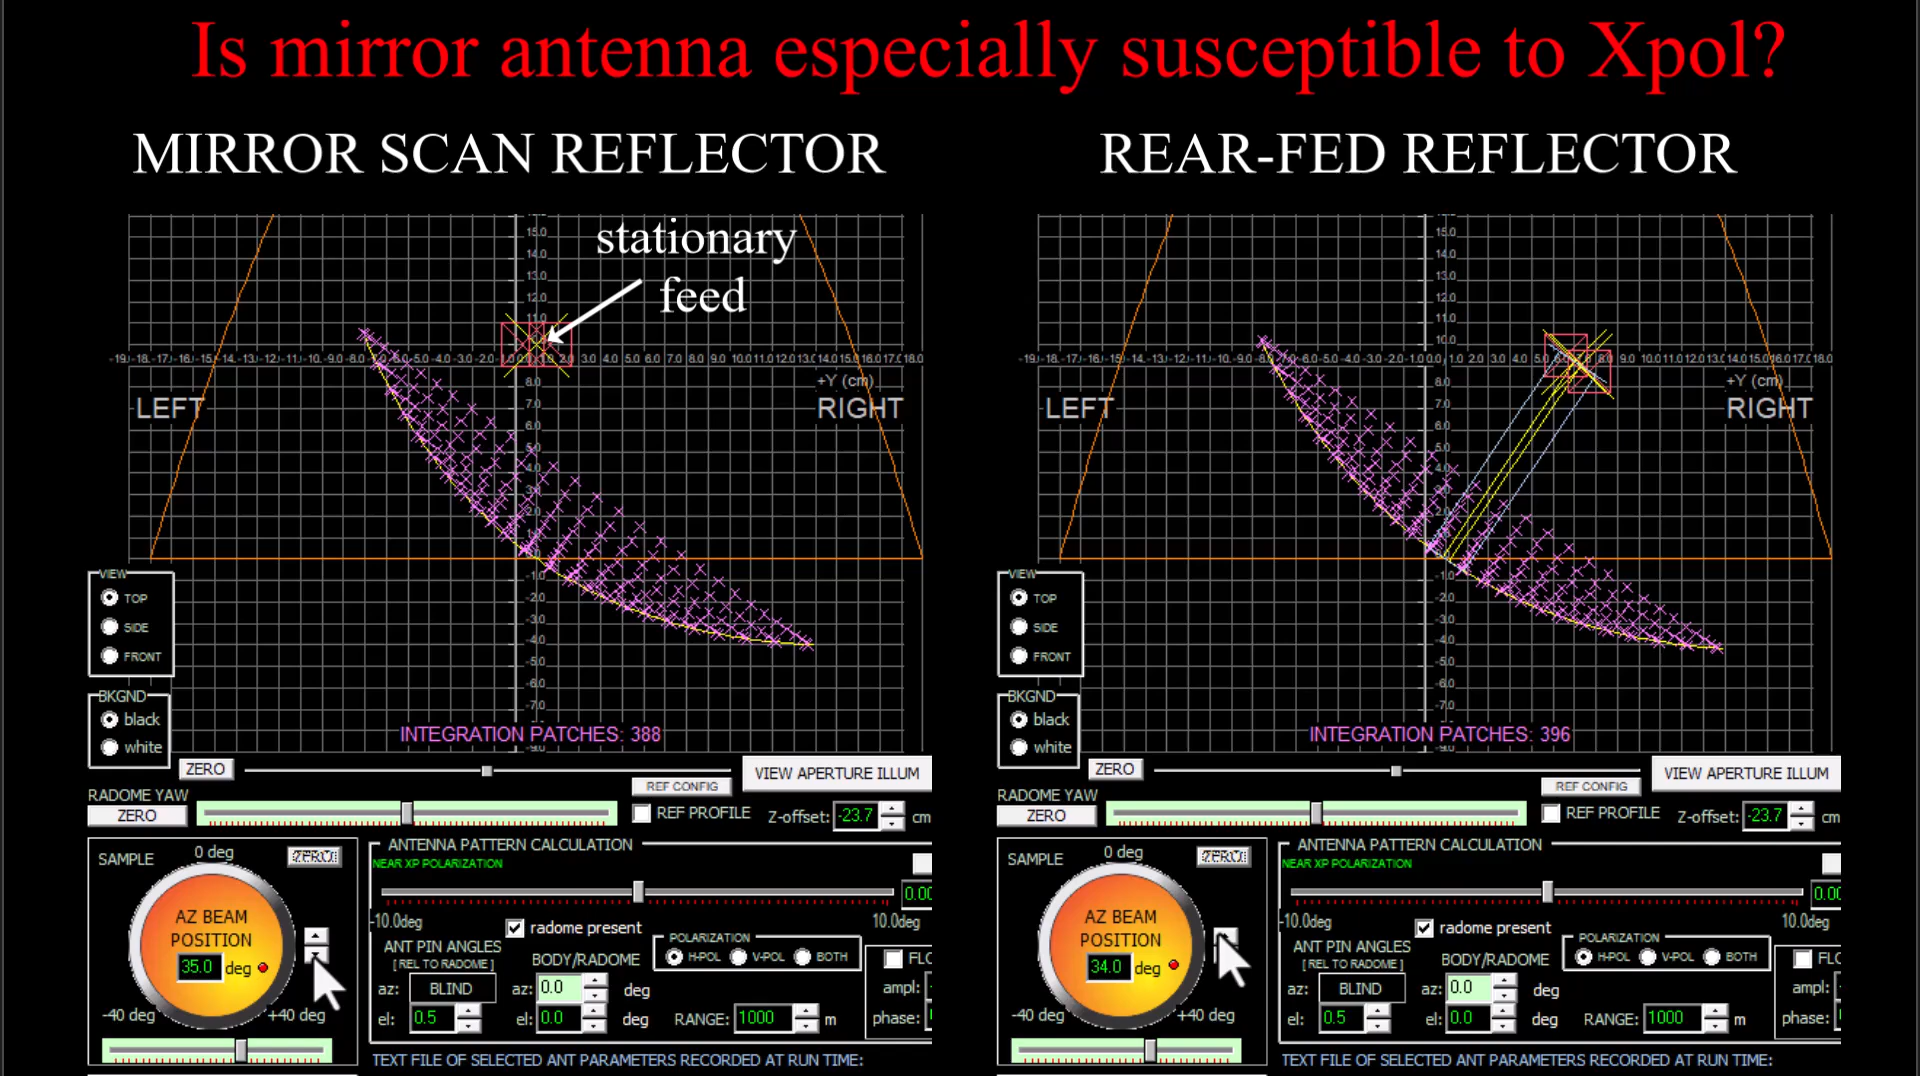 Is mirror antenna especially susceptible to Xpol?
MIRROR SCAN REFLECTOR
REAR-FED REFLECTOR
stationary
feed
LEFT
+Y (cm)
RIGHT
INTEGRATION PATCHES: 388
VIEW
TOP
SIDE
FRONT
BKGND
black
white
ZERO
VIEW APERTURE ILLUM
REF CONFIG
RADOME YAW
ZERO
REF PROFILE
Z-offset: -23.7 cm
SAMPLE
0 deg
ZERO
AZ BEAM
POSITION
35.0 deg
-40 deg
+40 deg
ANTENNA PATTERN CALCULATION
NEAR XP POLARIZATION
0.00
-10.0deg
10.0deg
radome present
ANT PIN ANGLES
[ REL TO RADOME ]
BODY/RADOME
POLARIZATION
H-POL
V-POL
BOTH
az: BLIND
az: 0.0 deg
el: 0.5
el: 0.0 deg
RANGE: 1000 m
ampl:
phase:
TEXT FILE OF SELECTED ANT PARAMETERS RECORDED AT RUN TIME:
LEFT
+Y (cm)
RIGHT
INTEGRATION PATCHES: 396
VIEW
TOP
SIDE
FRONT
BKGND
black
white
ZERO
VIEW APERTURE ILLUM
REF CONFIG
RADOME YAW
ZERO
REF PROFILE
Z-offset: -23.7 cm
SAMPLE
0 deg
ZERO
AZ BEAM
POSITION
34.0 deg
-40 deg
+40 deg
ANTENNA PATTERN CALCULATION
NEAR XP POLARIZATION
0.00
-10.0deg
10.0deg
radome present
ANT PIN ANGLES
[ REL TO RADOME ]
BODY/RADOME
POLARIZATION
H-POL
V-POL
BOTH
az: BLIND
az: 0.0 deg
el: 0.5
el: 0.0 deg
RANGE: 1000 m
ampl:
phase:
TEXT FILE OF SELECTED ANT PARAMETERS RECORDED AT RUN TIME: